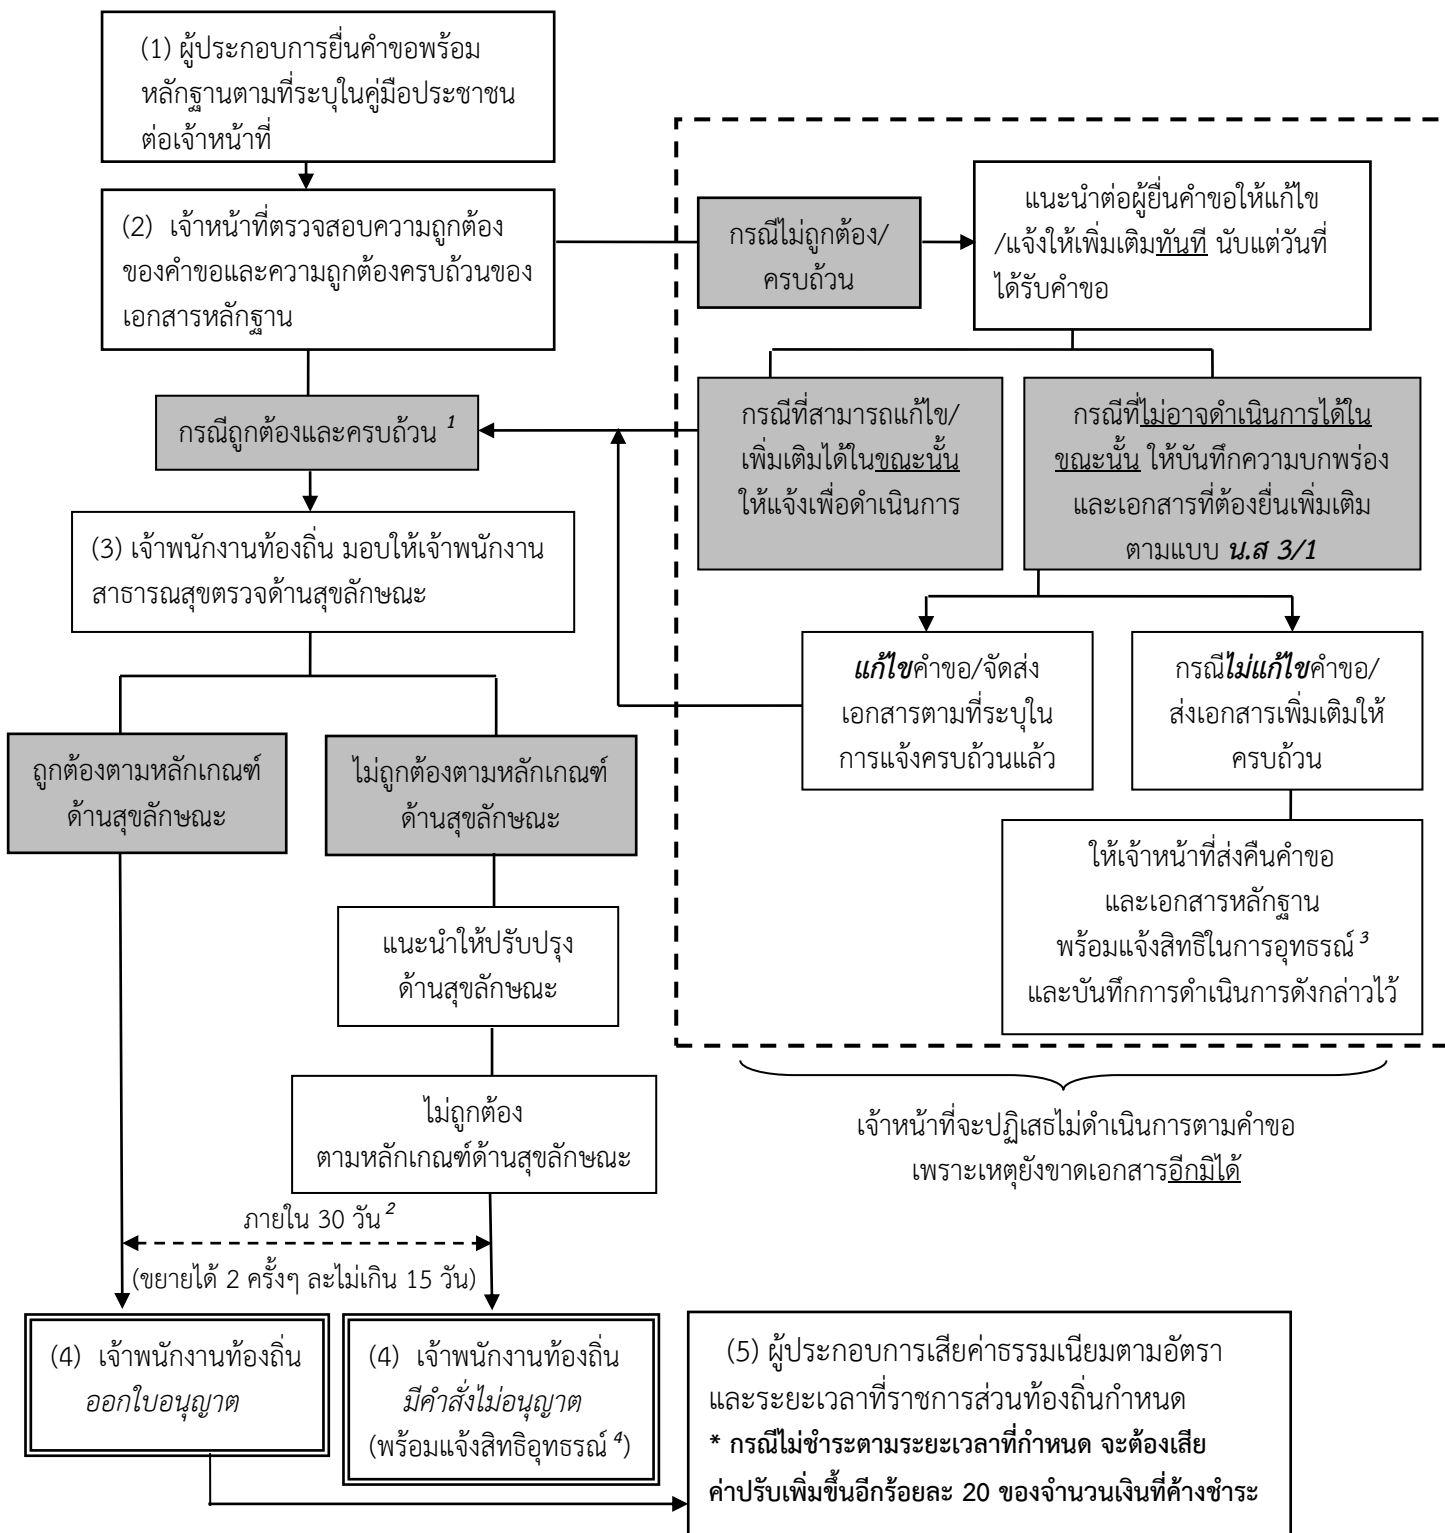 (1) ผู้ประกอบการยื่นคำขอพร้อม
หลักฐานตามที่ระบุในคู่มือประชาชน
ต่อเจ้าหน้าที่
(2) เจ้าหน้าที่ตรวจสอบความถูกต้อง
ของคำขอและความถูกต้องครบถ้วนของ
เอกสารหลักฐาน
กรณีไม่ถูกต้อง/
ครบถ้วน
แนะนำต่อผู้ยื่นคำขอให้แก้ไข
/แจ้งให้เพิ่มเติมทันที นับแต่วันที่
ได้รับคำขอ
กรณีถูกต้องและครบถ้วน 1
กรณีที่สามารถแก้ไข/
เพิ่มเติมได้ในขณะนั้น
ให้แจ้งเพื่อดำเนินการ
กรณีที่ไม่อาจดำเนินการได้ใน
ขณะนั้น ให้บันทึกความบกพร่อง
และเอกสารที่ต้องยื่นเพิ่มเติม
ตามแบบ น.ส 3/1
(3) เจ้าพนักงานท้องถิ่น มอบให้เจ้าพนักงาน
สาธารณสุขตรวจด้านสุขลักษณะ
แก้ไขคำขอ/จัดส่ง
เอกสารตามที่ระบุใน
การแจ้งครบถ้วนแล้ว
กรณีไม่แก้ไขคำขอ/
ส่งเอกสารเพิ่มเติมให้
ครบถ้วน
ถูกต้องตามหลักเกณฑ์
ด้านสุขลักษณะ
ไม่ถูกต้องตามหลักเกณฑ์
ด้านสุขลักษณะ
ให้เจ้าหน้าที่ส่งคืนคำขอ
และเอกสารหลักฐาน
พร้อมแจ้งสิทธิในการอุทธรณ์ 3
และบันทึกการดำเนินการดังกล่าวไว้
แนะนำให้ปรับปรุง
ด้านสุขลักษณะ
ไม่ถูกต้อง
ตามหลักเกณฑ์ด้านสุขลักษณะ
เจ้าหน้าที่จะปฏิเสธไม่ดำเนินการตามคำขอ
เพราะเหตุยังขาดเอกสารอีกมิได้
ภายใน 30 วัน 2
(ขยายได้ 2 ครั้งๆ ละไม่เกิน 15 วัน)
(4) เจ้าพนักงานท้องถิ่น
ออกใบอนุญาต
(4) เจ้าพนักงานท้องถิ่น
มีคำสั่งไม่อนุญาต
(พร้อมแจ้งสิทธิอุทธรณ์ 4)
(5) ผู้ประกอบการเสียค่าธรรมเนียมตามอัตรา
และระยะเวลาที่ราชการส่วนท้องถิ่นกำหนด
* กรณีไม่ชำระตามระยะเวลาที่กำหนด จะต้องเสีย
ค่าปรับเพิ่มขึ้นอีกร้อยละ 20 ของจำนวนเงินที่ค้างชำระ